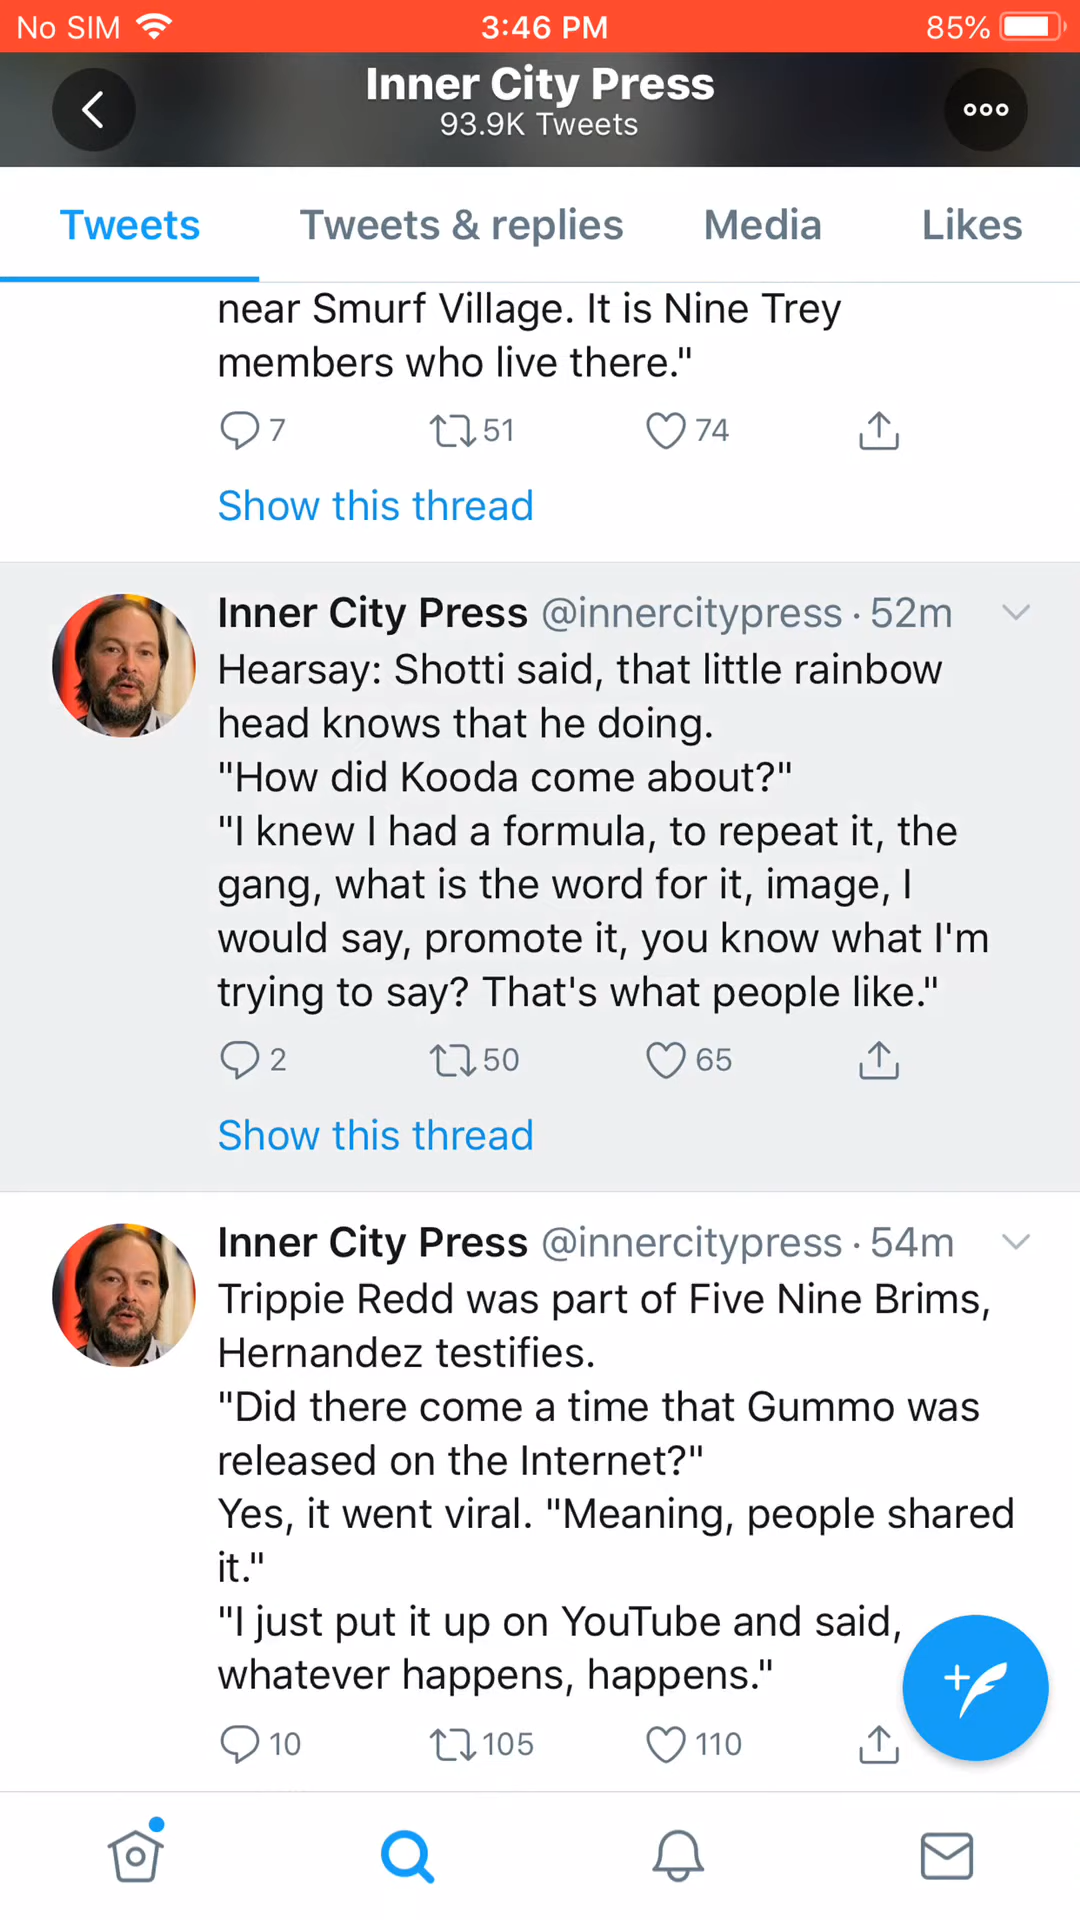 No SIM 3:46 PM 85%
Inner City Press
93.9K Tweets
Tweets Tweets & replies Media Likes
near Smurf Village. It is Nine Trey
members who live there."
7 51 74
Show this thread
Inner City Press @innercitypress · 52m
Hearsay: Shotti said, that little rainbow
head knows that he doing.
"How did Kooda come about?"
"I knew I had a formula, to repeat it, the
gang, what is the word for it, image, I
would say, promote it, you know what I'm
trying to say? That's what people like."
2 50 65
Show this thread
Inner City Press @innercitypress · 54m
Trippie Redd was part of Five Nine Brims,
Hernandez testifies.
"Did there come a time that Gummo was
released on the Internet?"
Yes, it went viral. "Meaning, people shared
it."
"I just put it up on YouTube and said,
whatever happens, happens."
10 105 110